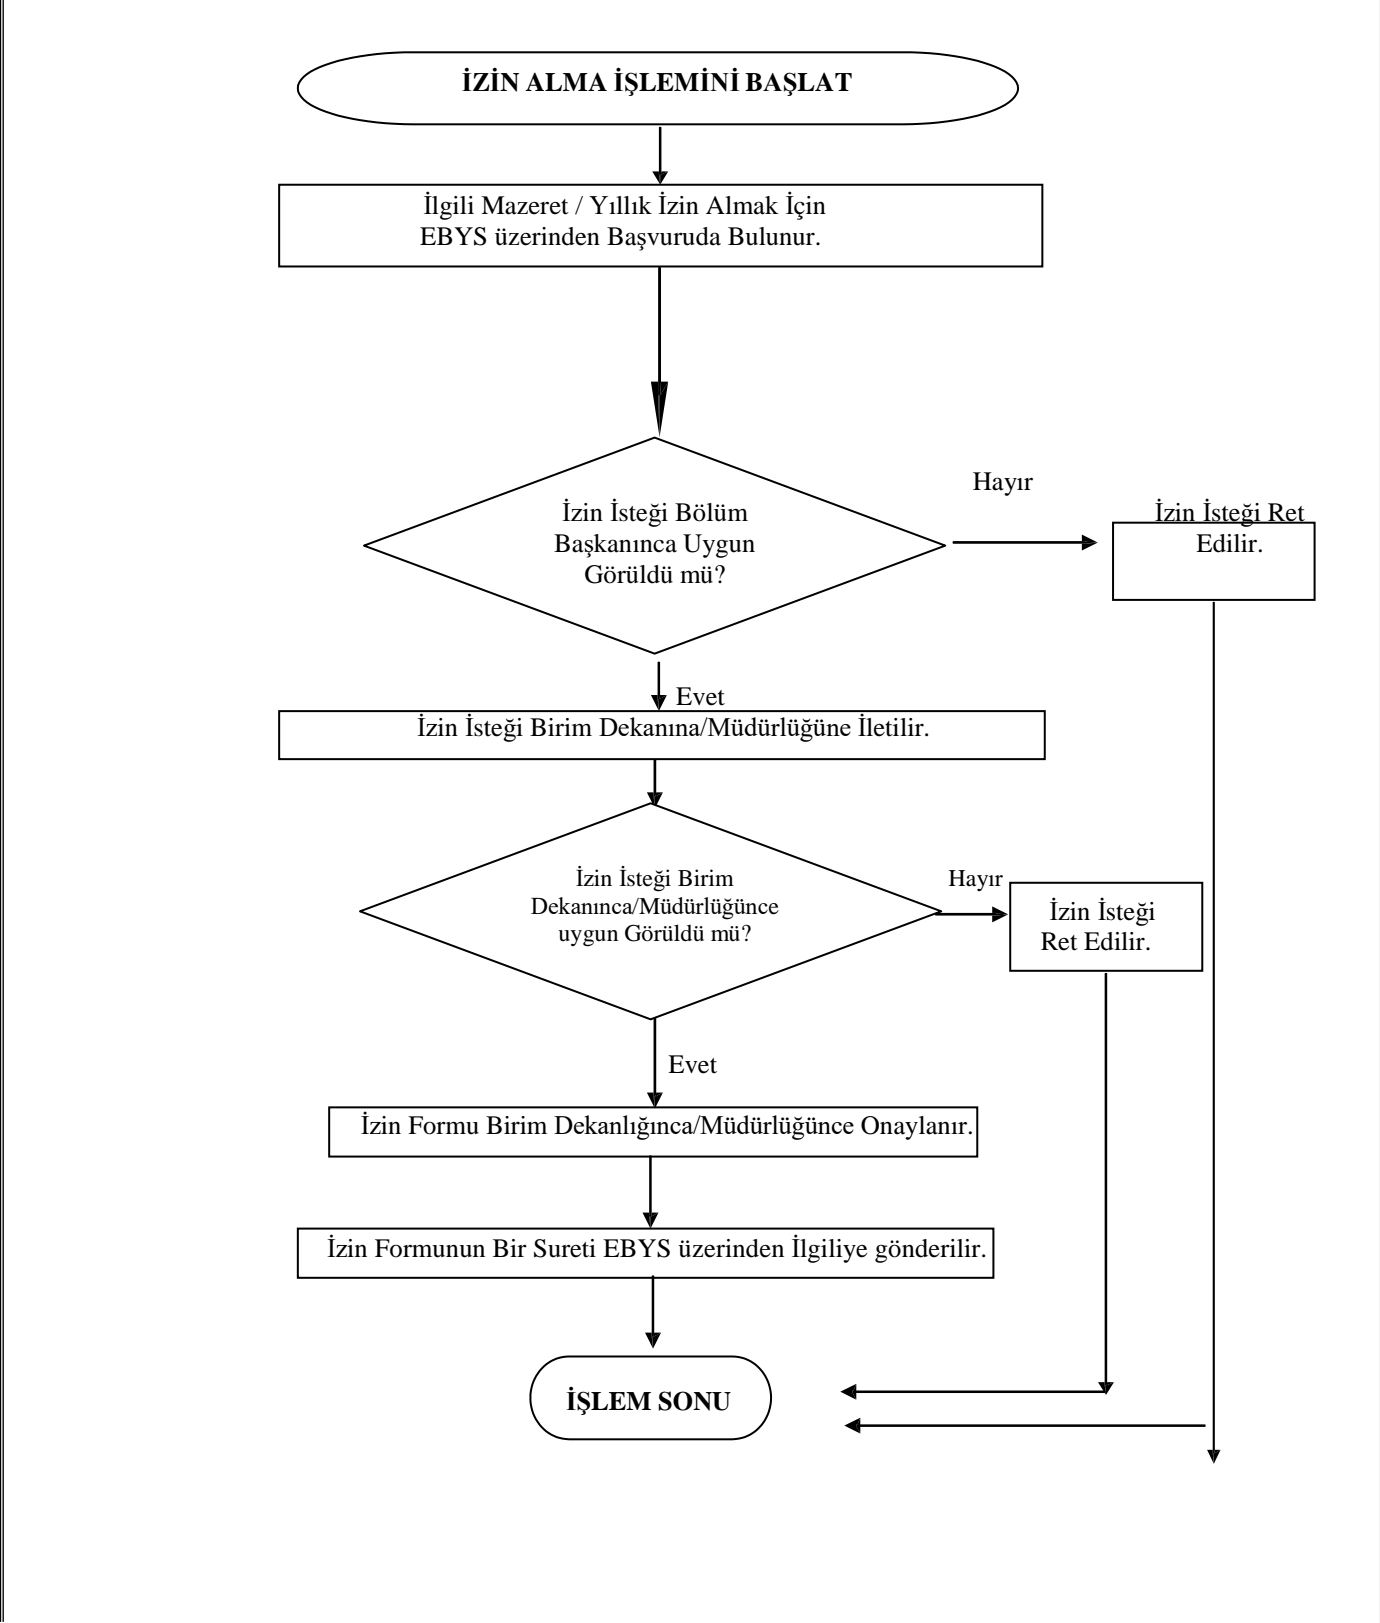 İZİN ALMA İŞLEMİNİ BAŞLAT
İlgili Mazeret / Yıllık İzin Almak İçin
EBYS üzerinden Başvuruda Bulunur.
Hayır
İzin İsteği Bölüm
Başkanınca Uygun
Görüldü mü?
İzin İsteği Ret
Edilir.
Evet
İzin İsteği Birim Dekanına/Müdürlüğüne İletilir.
İzin İsteği Birim
Dekanınca/Müdürlüğünce
uygun Görüldü mü?
Hayır
İzin İsteği
Ret Edilir.
Evet
İzin Formu Birim Dekanlığınca/Müdürlüğünce Onaylanır.
İzin Formunun Bir Sureti EBYS üzerinden İlgiliye gönderilir.
İŞLEM SONU